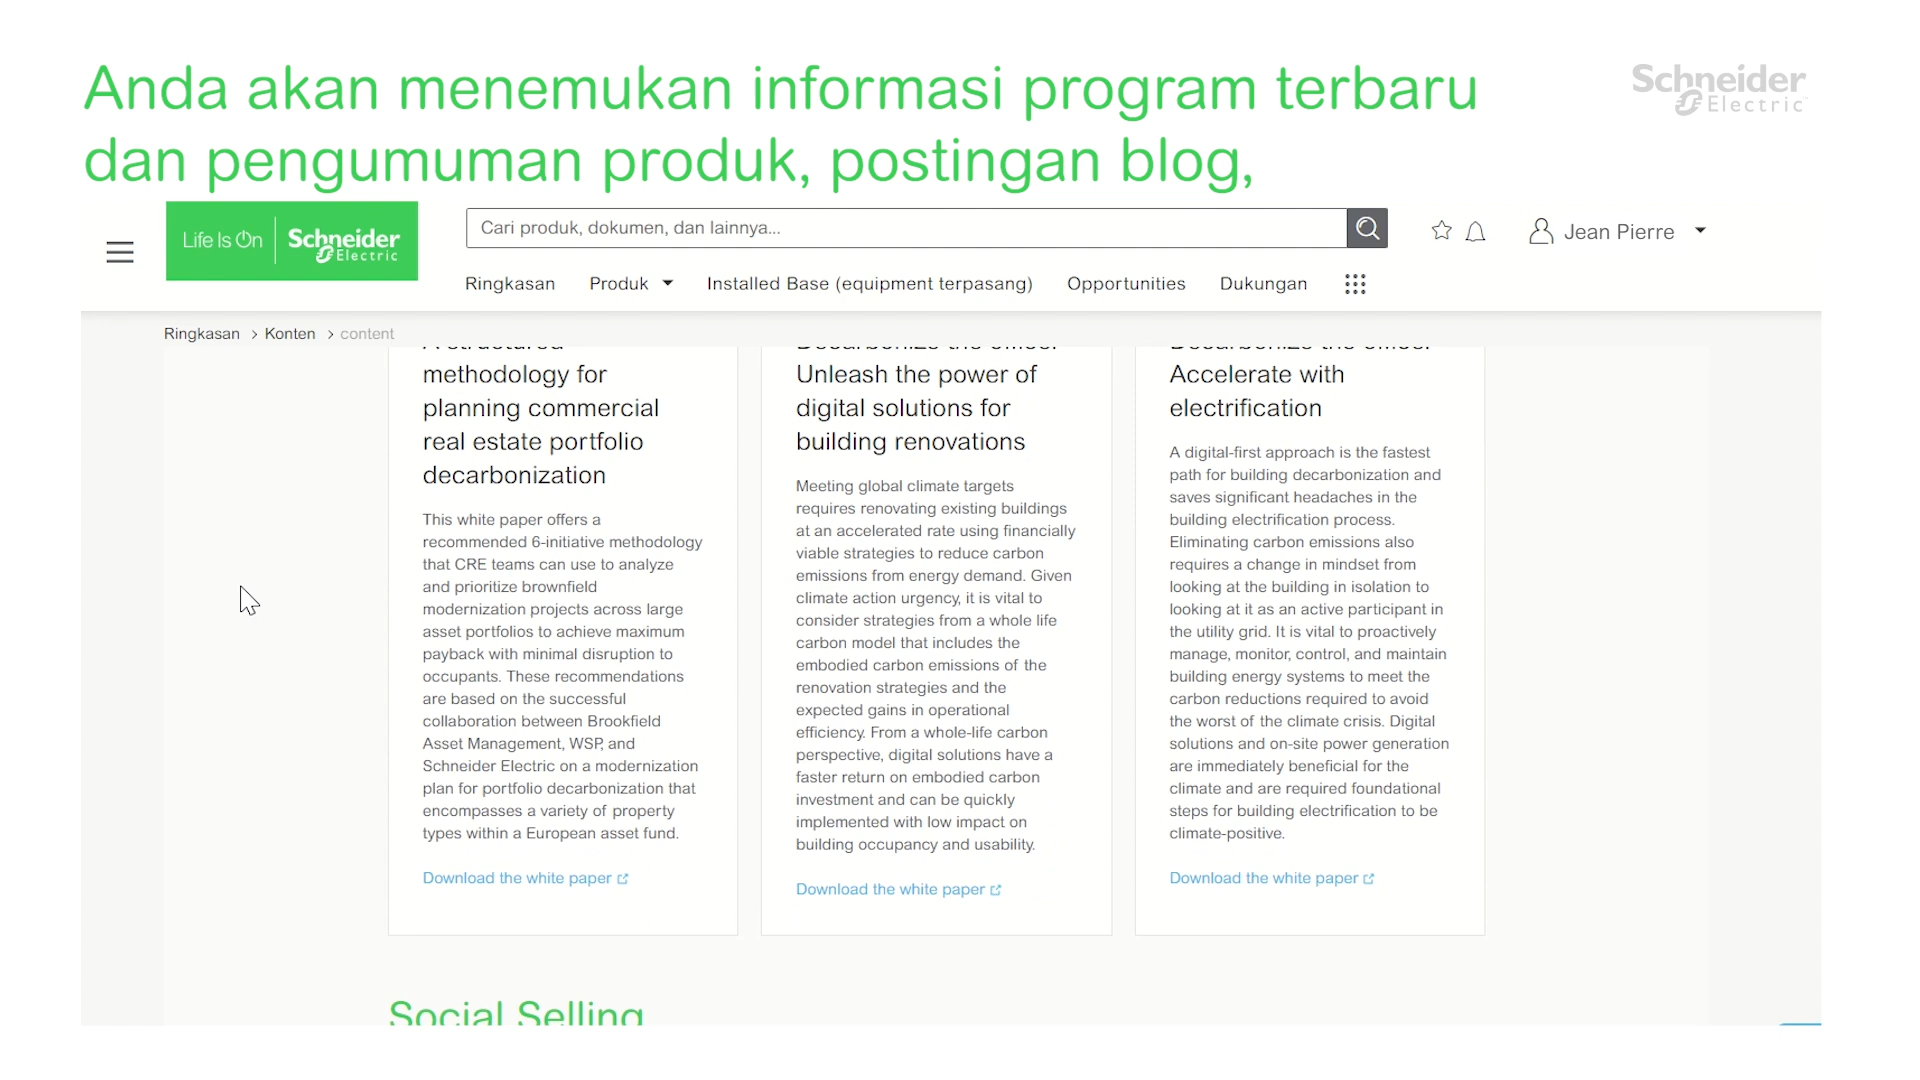 Anda akan menemukan informasi program terbaru
dan pengumuman produk, postingan blog,
Schneider
Electric
Life Is On
Schneider
Electric
Cari produk, dokumen, dan lainnya...
Jean Pierre
Ringkasan
Produk
Installed Base (equipment terpasang)
Opportunities
Dukungan
Ringkasan > Konten > content
A structured
methodology for
planning commercial
real estate portfolio
decarbonization
This white paper offers a
recommended 6-initiative methodology
that CRE teams can use to analyze
and prioritize brownfield
modernization projects across large
asset portfolios to achieve maximum
payback with minimal disruption to
occupants. These recommendations
are based on the successful
collaboration between Brookfield
Asset Management, WSP, and
Schneider Electric on a modernization
plan for portfolio decarbonization that
encompasses a variety of property
types within a European asset fund.
Download the white paper
Decarbonize the office:
Unleash the power of
digital solutions for
building renovations
Meeting global climate targets
requires renovating existing buildings
at an accelerated rate using financially
viable strategies to reduce carbon
emissions from energy demand. Given
climate action urgency, it is vital to
consider strategies from a whole life
carbon model that includes the
embodied carbon emissions of the
renovation strategies and the
expected gains in operational
efficiency. From a whole-life carbon
perspective, digital solutions have a
faster return on embodied carbon
investment and can be quickly
implemented with low impact on
building occupancy and usability.
Download the white paper
Decarbonize the office:
Accelerate with
electrification
A digital-first approach is the fastest
path for building decarbonization and
saves significant headaches in the
building electrification process.
Eliminating carbon emissions also
requires a change in mindset from
looking at the building in isolation to
looking at it as an active participant in
the utility grid. It is vital to proactively
manage, monitor, control, and maintain
building energy systems to meet the
carbon reductions required to avoid
the worst of the climate crisis. Digital
solutions and on-site power generation
are immediately beneficial for the
climate and are required foundational
steps for building electrification to be
climate-positive.
Download the white paper
Social Selling